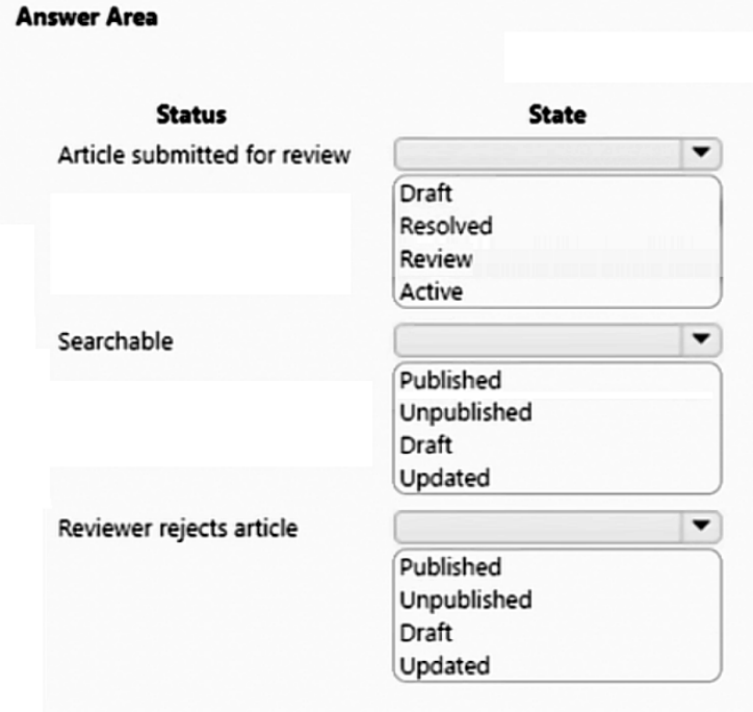 Answer Area
Status State
Article submitted for review
Draft
Resolved
Review
Active
Searchable
Published
Unpublished
Draft
Updated
Reviewer rejects article
Published
Unpublished
Draft
Updated